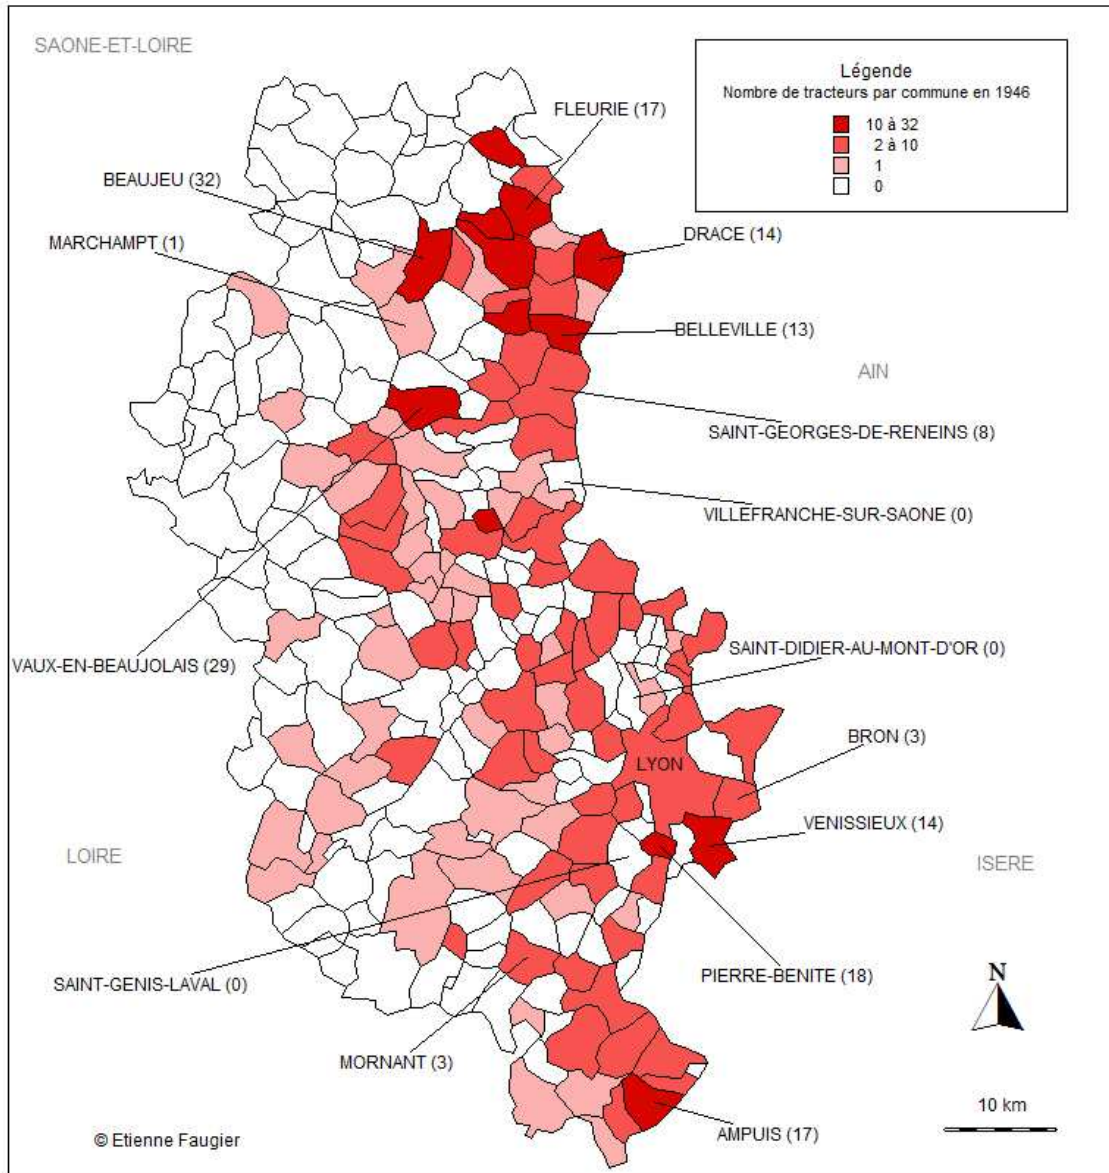 SAONE-ET-LOIRE
Légende
Nombre de tracteurs par commune en 1946
10 à 32
2 à 10
1
0
FLEURIE (17)
BEAUJEU (32)
MARCHAMPT (1)
DRACE (14)
BELLEVILLE (13)
AIN
SAINT-GEORGES-DE-RENEINS (8)
VILLEFRANCHE-SUR-SAONE (0)
SAINT-DIDIER-AU-MONT-D'OR (0)
VAUX-EN-BEAUJOLAIS (29)
BRON (3)
LYON
VENISSIEUX (14)
LOIRE
ISERE
SAINT-GENIS-LAVAL (0)
PIERRE-BENITE (18)
N
MORNANT (3)
10 km
AMPUIS (17)
© Etienne Faugier